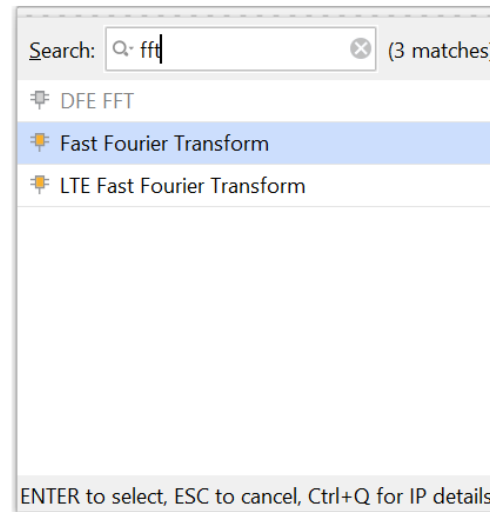 Search: fft (3 matches)
DFE FFT
Fast Fourier Transform
LTE Fast Fourier Transform
ENTER to select, ESC to cancel, Ctrl+Q for IP details